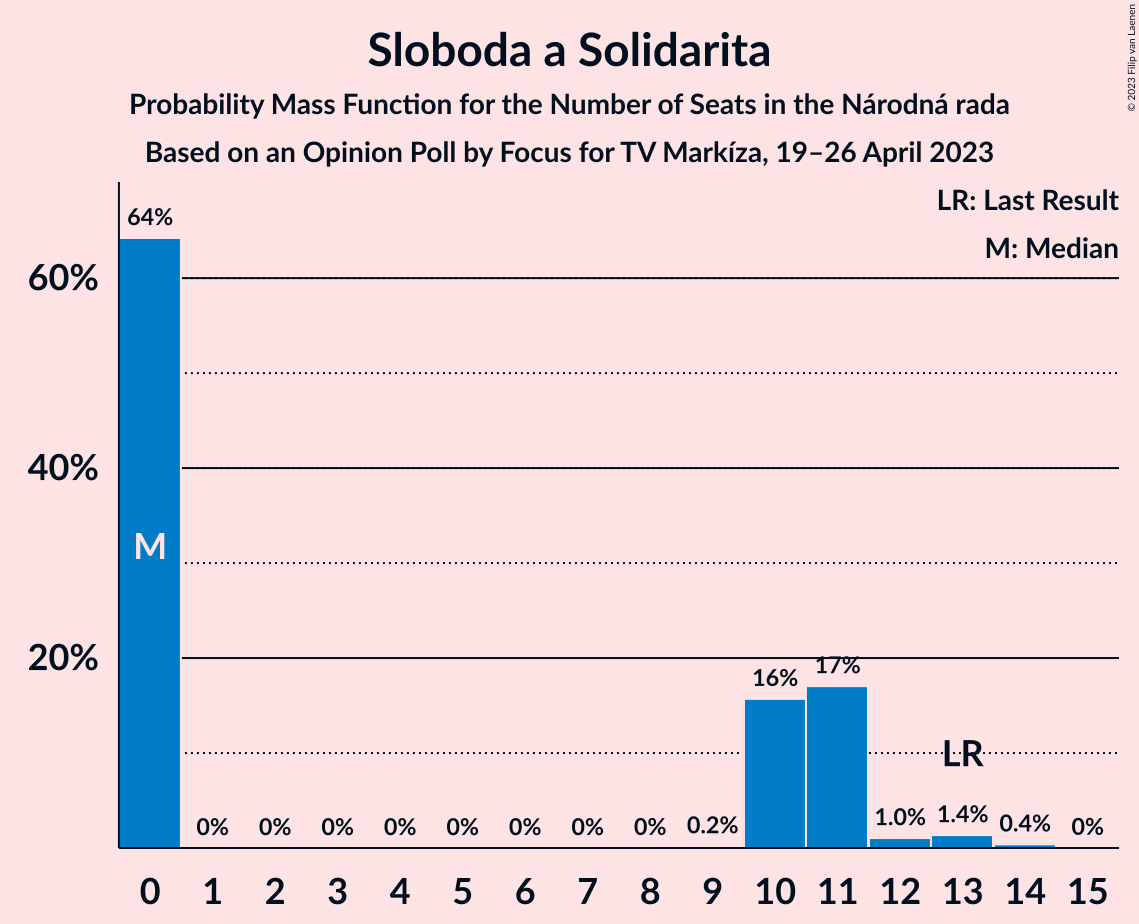 Sloboda a Solidarita
Probability Mass Function for the Number of Seats in the Národná rada
Based on an Opinion Poll by Focus for TV Markíza, 19–26 April 2023
© 2023 Filip van Laenen
LR: Last Result
M: Median
64%
60%
40%
M
20%
17%
16%
LR
0% 0% 0% 0% 0% 0% 0% 0% 0.2% 1.0% 1.4% 0.4% 0%
0 1 2 3 4 5 6 7 8 9 10 11 12 13 14 15